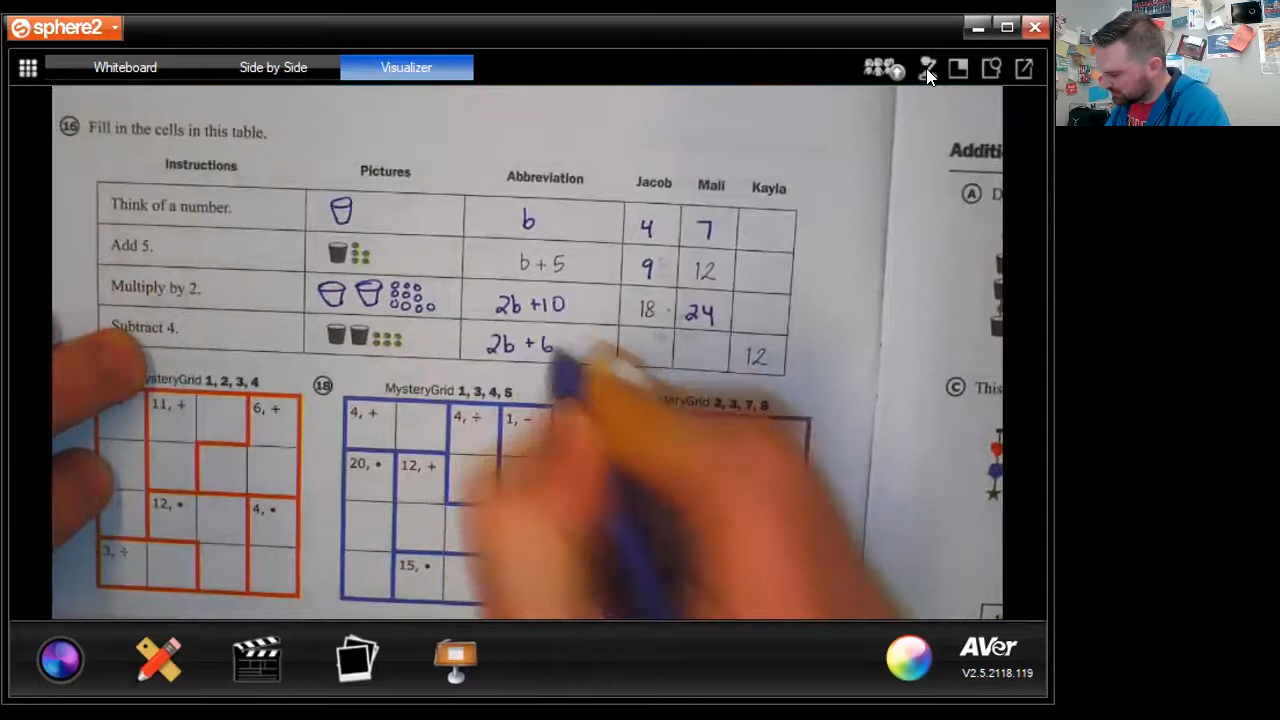 sphere2
Whiteboard Side by Side Visualizer
16 Fill in the cells in this table.
Instructions Pictures Abbreviation Jacob Mali Kayla
Think of a number. b 4 7
Add 5. b + 5 9 12
Multiply by 2. 2b + 10 18 24
Subtract 4. 2b + 6 12
MysteryGrid 1, 2, 3, 4
11, + 6, +
12, • 4, •
3, ÷
18 MysteryGrid 1, 3, 4, 5
4, + 4, ÷ 1, -
20, • 12, +
15, •
MysteryGrid 2, 3, 7, 8
Additi
A D
C This
AVer
V2.5.2118.119